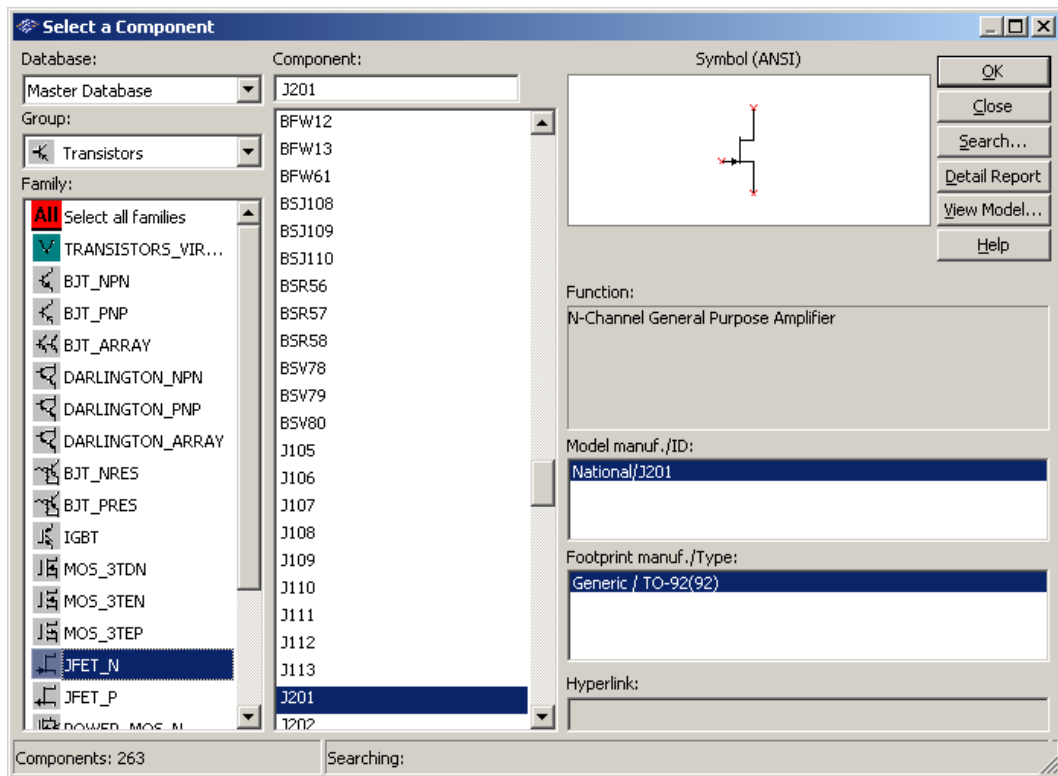 Select a Component
Database:
Master Database
Group:
Transistors
Family:
All Select all families
TRANSISTORS_VIR...
BJT_NPN
BJT_PNP
BJT_ARRAY
DARLINGTON_NPN
DARLINGTON_PNP
DARLINGTON_ARRAY
BJT_NRES
BJT_PRES
IGBT
MOS_3TDN
MOS_3TEN
MOS_3TEP
JFET_N
JFET_P
POWER_MOS_N
Component:
J201
BFW12
BFW13
BFW61
BSJ108
BSJ109
BSJ110
BSR56
BSR57
BSR58
BSV78
BSV79
BSV80
J105
J106
J107
J108
J109
J110
J111
J112
J113
J201
J202
Symbol (ANSI)
Function:
N-Channel General Purpose Amplifier
Model manuf./ID:
National/J201
Footprint manuf./Type:
Generic / TO-92(92)
Hyperlink:
OK
Close
Search...
Detail Report
View Model...
Help
Components: 263
Searching: